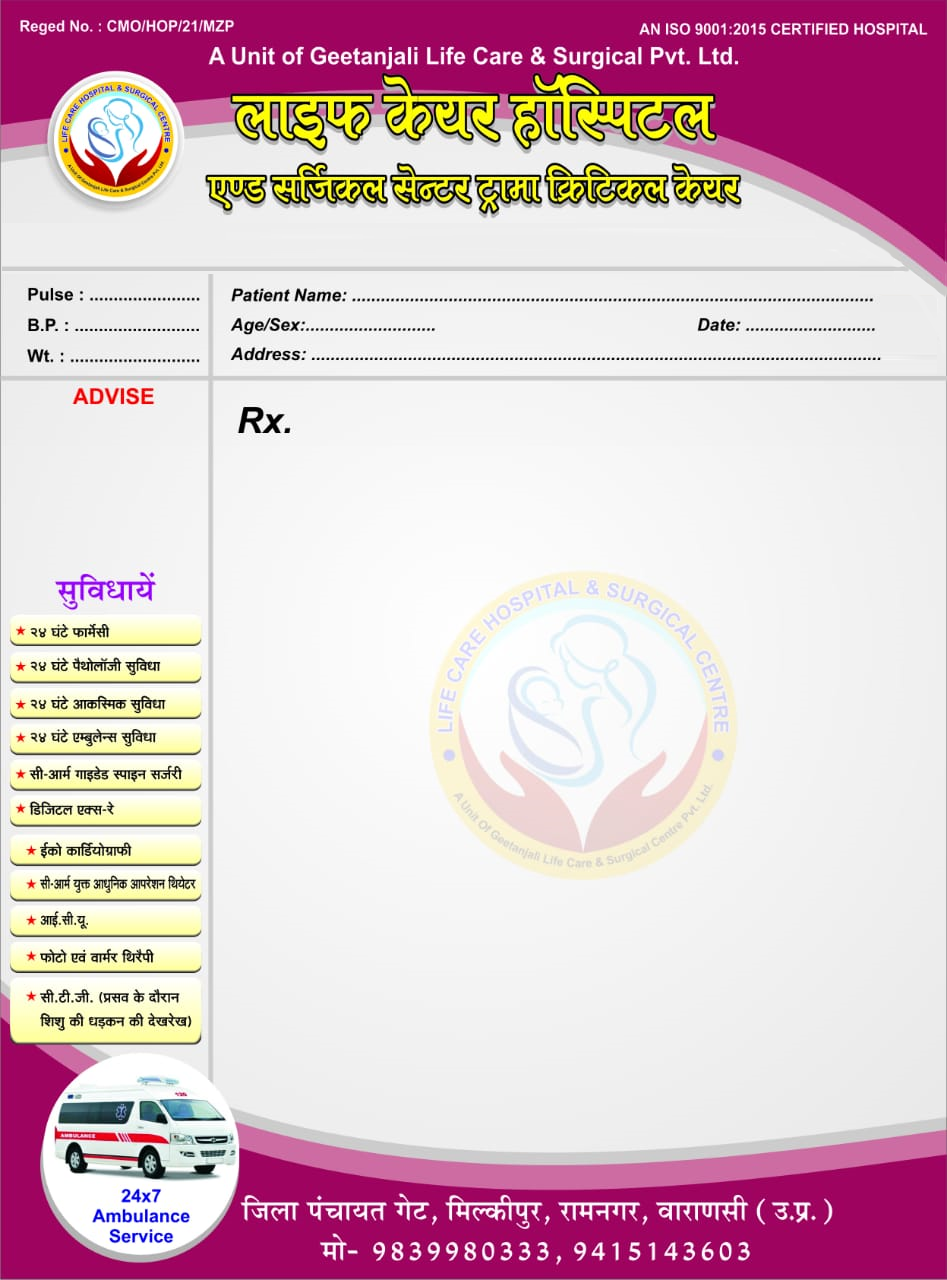 Reged No. : CMO/HOP/21/MZP
AN ISO 9001:2015 CERTIFIED HOSPITAL
A Unit of Geetanjali Life Care & Surgical Pvt. Ltd.
LIFE CARE HOSPITAL & SURGICAL CENTRE
A Unit Of Geetanjali Life Care & Surgical Centre Pvt. Ltd.
लाइफ केयर हॉस्पिटल
एण्ड सर्जिकल सेन्टर ट्रामा क्रिटिकल केयर
Pulse : .......................
B.P. : ..........................
Wt. : ...........................
Patient Name: ...........................................................................................................
Age/Sex:........................... Date: ...........................
Address: .....................................................................................................................
ADVISE
Rx.
सुविधायें
★ २४ घंटे फार्मेसी
★ २४ घंटे पैथोलॉजी सुविधा
★ २४ घंटे आकस्मिक सुविधा
★ २४ घंटे एम्बुलेन्स सुविधा
★ सी-आर्म गाइडेड स्पाइन सर्जरी
★ डिजिटल एक्स-रे
★ ईको कार्डियोग्राफी
★ सी-आर्म युक्त आधुनिक आपरेशन थियेटर
★ आई.सी.यू.
★ फोटो एवं वार्मर थिरैपी
★ सी.टी.जी. (प्रसव के दौरान
शिशु की धड़कन की देखरेख)
LIFE CARE HOSPITAL & SURGICAL CENTRE
A Unit Of Geetanjali Life Care & Surgical Centre Pvt. Ltd.
120
AMBULANCE
24x7
Ambulance
Service
जिला पंचायत गेट, मिल्कीपुर, रामनगर, वाराणसी ( उ.प्र. )
मो- 9839980333, 9415143603